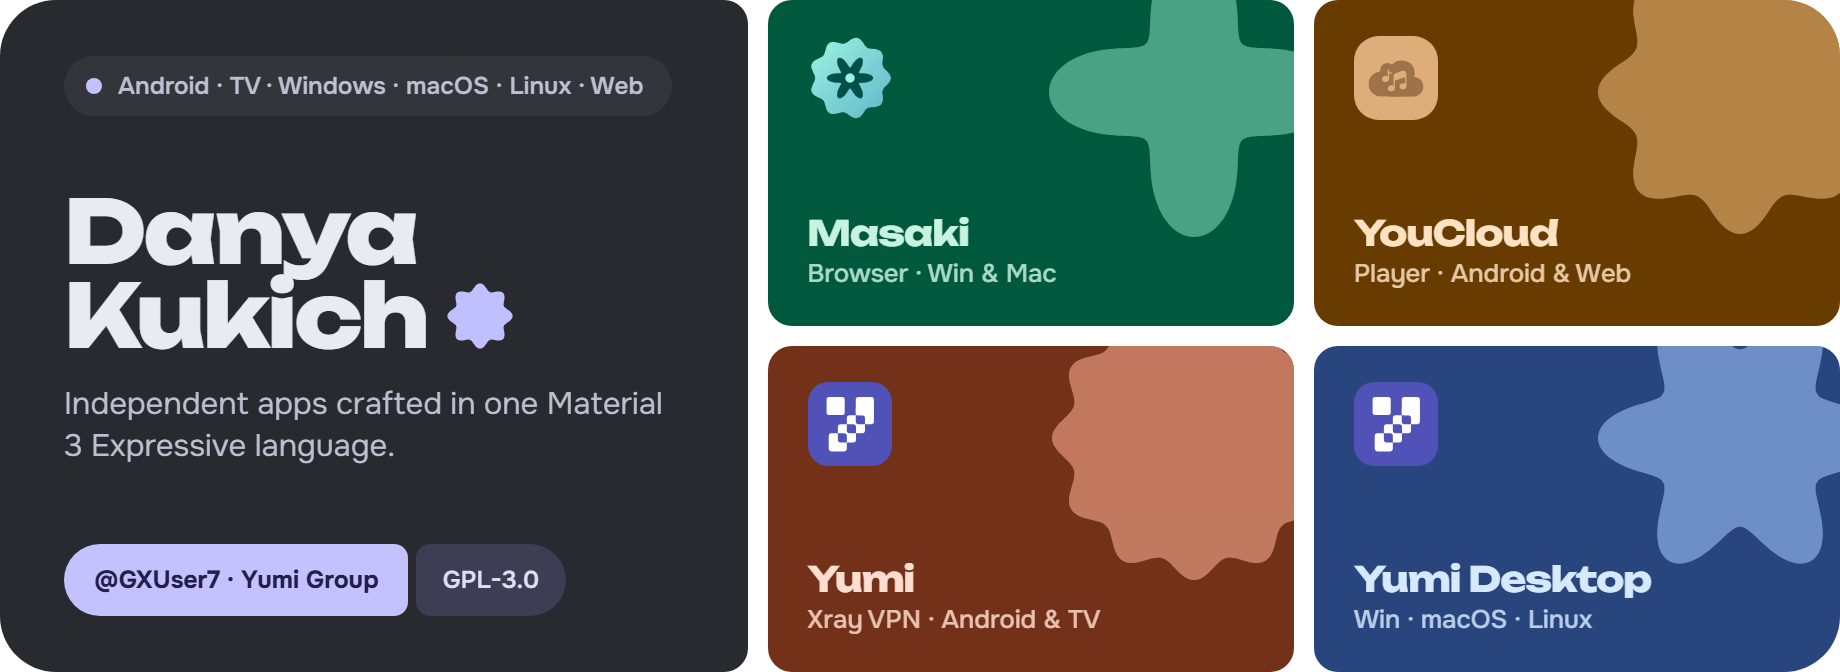 Android · TV · Windows · macOS · Linux · Web
Danya
Kukich
Independent apps crafted in one Material
3 Expressive language.
@GXUser7 · Yumi Group
GPL-3.0
Masaki
Browser · Win & Mac
YouCloud
Player · Android & Web
Yumi
Xray VPN · Android & TV
Yumi Desktop
Win · macOS · Linux